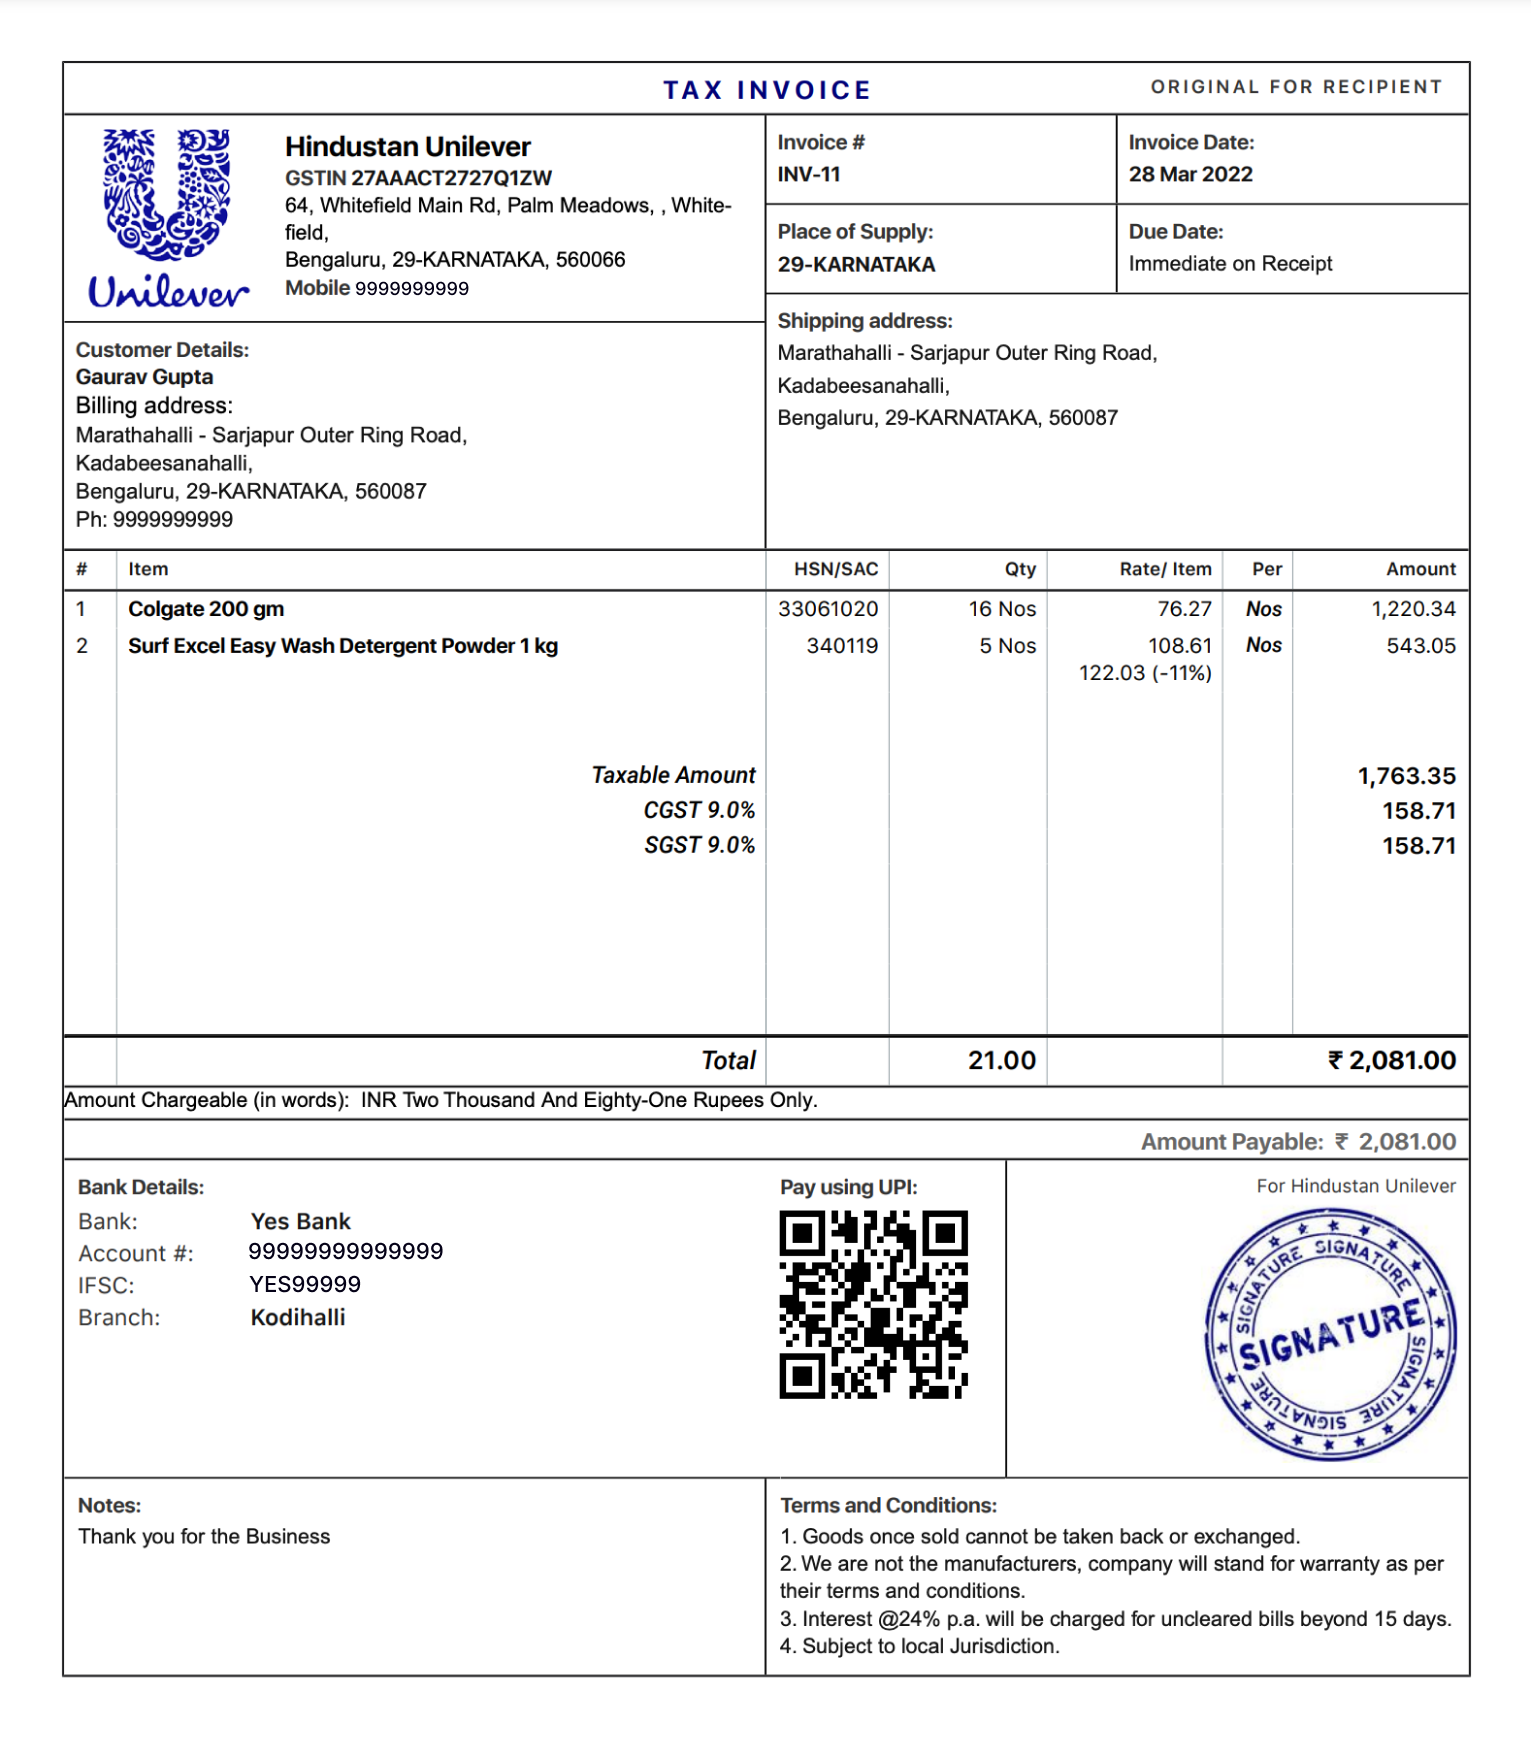 TAX INVOICE
ORIGINAL FOR RECIPIENT
Unilever
Hindustan Unilever
GSTIN 27AAACT2727Q1ZW
64, Whitefield Main Rd, Palm Meadows, , White-
field,
Bengaluru, 29-KARNATAKA, 560066
Mobile 9999999999
Invoice #
INV-11
Invoice Date:
28 Mar 2022
Place of Supply:
29-KARNATAKA
Due Date:
Immediate on Receipt
Customer Details:
Gaurav Gupta
Billing address:
Marathahalli - Sarjapur Outer Ring Road,
Kadabeesanahalli,
Bengaluru, 29-KARNATAKA, 560087
Ph: 9999999999
Shipping address:
Marathahalli - Sarjapur Outer Ring Road,
Kadabeesanahalli,
Bengaluru, 29-KARNATAKA, 560087
# Item HSN/SAC Qty Rate/ Item Per Amount
1 Colgate 200 gm 33061020 16 Nos 76.27 Nos 1,220.34
2 Surf Excel Easy Wash Detergent Powder 1 kg 340119 5 Nos 108.61 Nos 543.05
122.03 (-11%)
Taxable Amount 1,763.35
CGST 9.0% 158.71
SGST 9.0% 158.71
Total 21.00 ₹ 2,081.00
Amount Chargeable (in words): INR Two Thousand And Eighty-One Rupees Only.
Amount Payable: ₹ 2,081.00
Bank Details:
Bank: Yes Bank
Account #: 99999999999999
IFSC: YES99999
Branch: Kodihalli
Pay using UPI:
For Hindustan Unilever
SIGNATURE SIGNATURE SIGNATURE SIGNATURE SIGNATURE
SIGNATURE
Notes:
Thank you for the Business
Terms and Conditions:
1. Goods once sold cannot be taken back or exchanged.
2. We are not the manufacturers, company will stand for warranty as per
their terms and conditions.
3. Interest @24% p.a. will be charged for uncleared bills beyond 15 days.
4. Subject to local Jurisdiction.